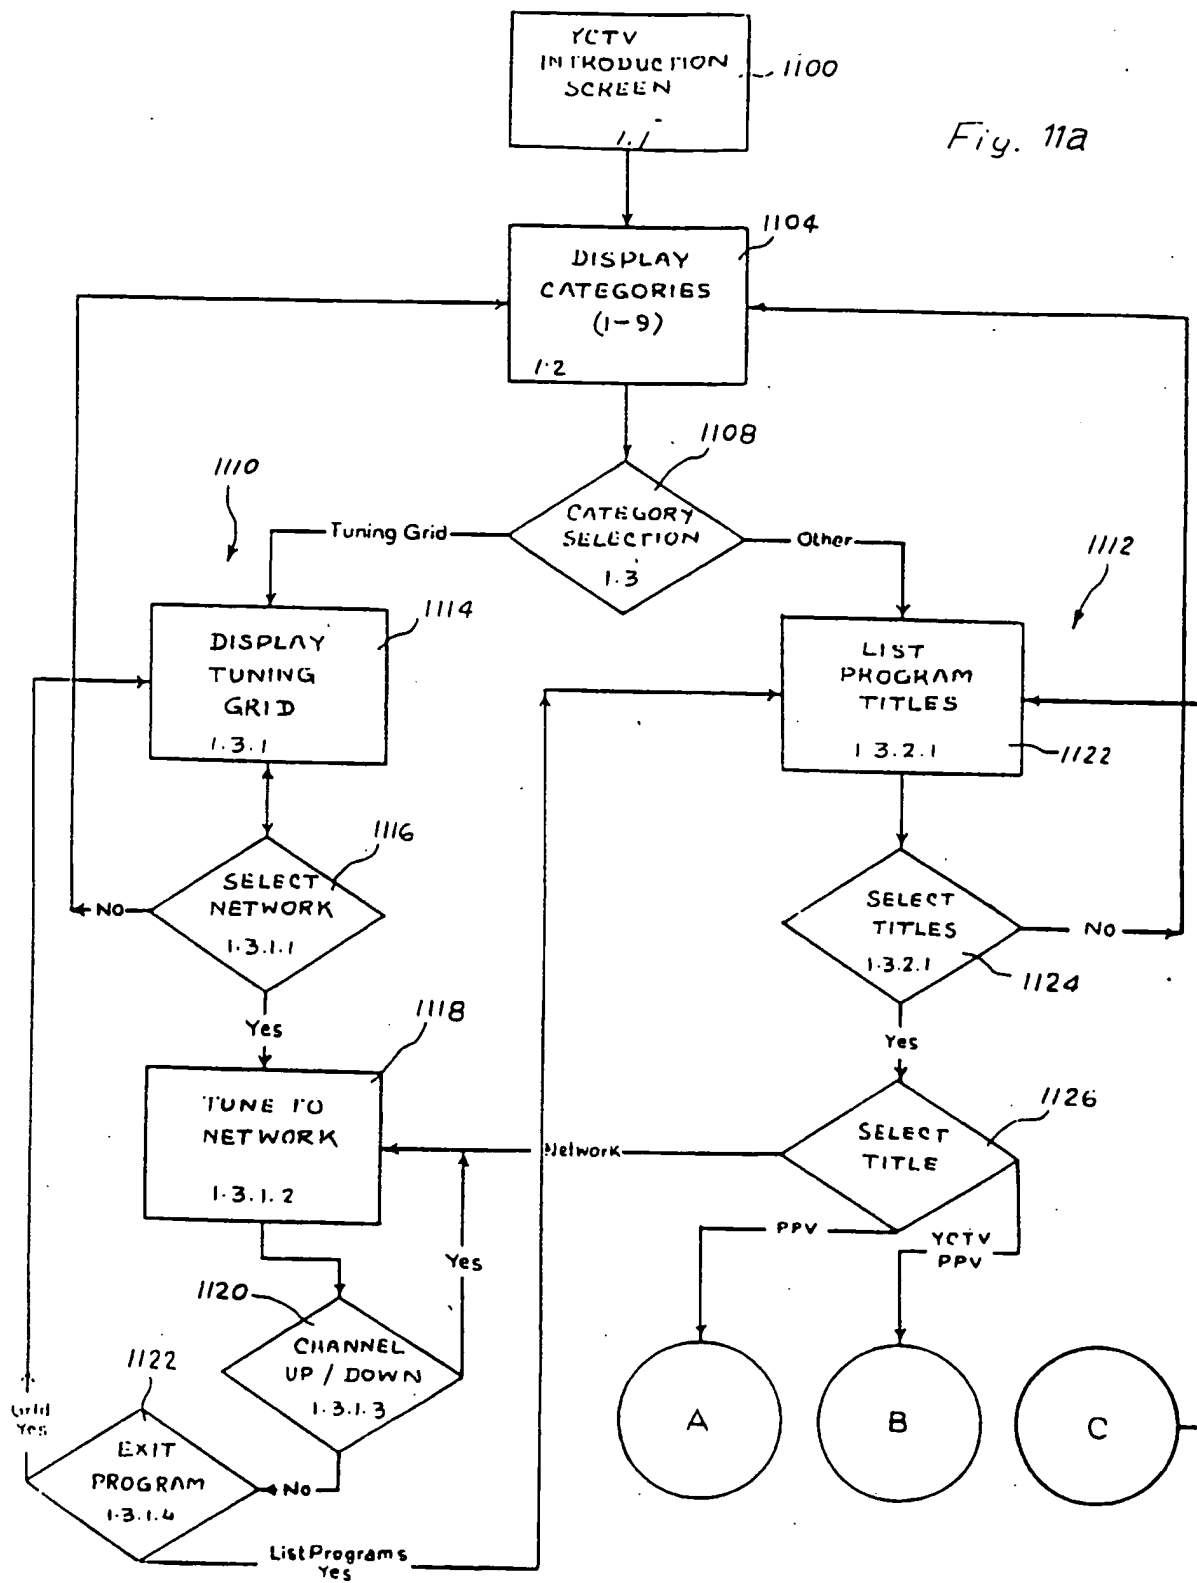 YCTV
INTRODUCTION
SCREEN
1.1
1100
Fig. 11a
1104
DISPLAY
CATEGORIES
(1-9)
1.2
1108
CATEGORY
SELECTION
1.3
Tuning Grid
Other
1110
1112
1114
DISPLAY
TUNING
GRID
1.3.1
LIST
PROGRAM
TITLES
1.3.2.1
1122
1116
SELECT
NETWORK
1.3.1.1
No
Yes
SELECT
TITLES
1.3.2.1
No
1124
Yes
1118
TUNE TO
NETWORK
1.3.1.2
Network
1126
SELECT
TITLE
PPV
YCTV
PPV
Yes
1120
CHANNEL
UP / DOWN
1.3.1.3
1122
Grid
Yes
EXIT
PROGRAM
1.3.1.4
No
List Programs
Yes
A
B
C